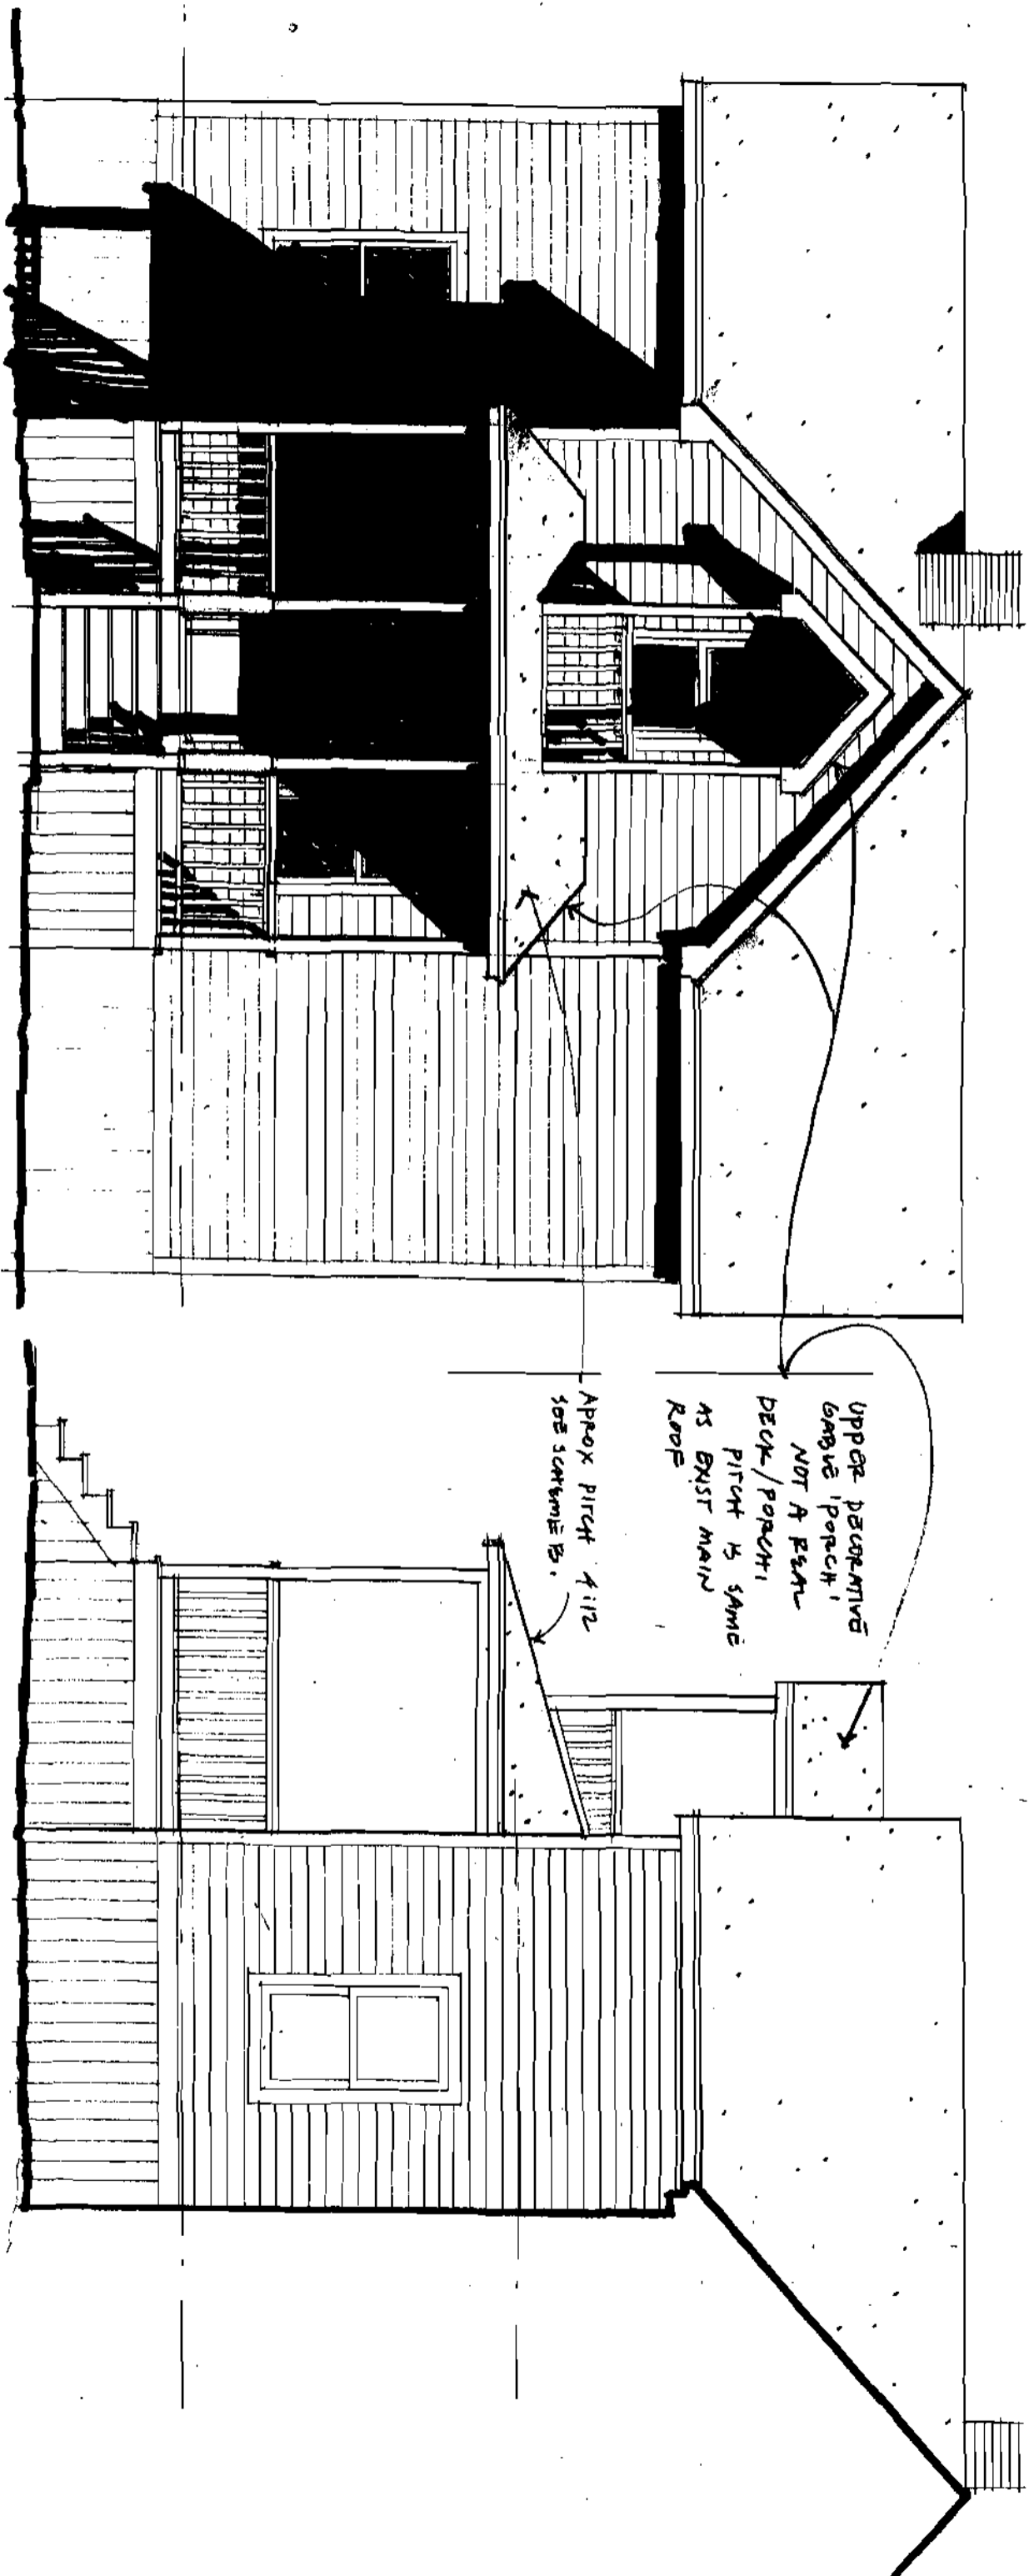 UPPER DECORATIVE
GABLE 'PORCH'
NOT A REAL
DECK/PORCH.
PITCH IS SAME
AS EXIST MAIN
ROOF
APPROX PITCH 4:12
SEE SCHEME B.